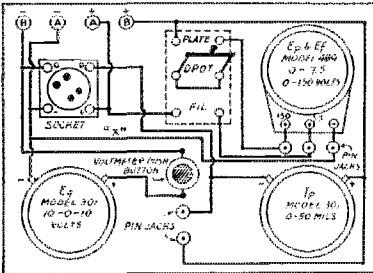 - - + +
B A A B
PLATE
DPDT
FIL.
Ep & Ef
MODEL 489
0-7.5
0-150 VOLTS
150
7.5
-
G P
SOCKET
"X"
VOLTMETER PUSH
BUTTON
PIN
JACKS
-
Eg
MODEL 301
10-0-10
VOLTS
+
PIN JACKS
-
Ip
MODEL 301
0-50 MILS
+